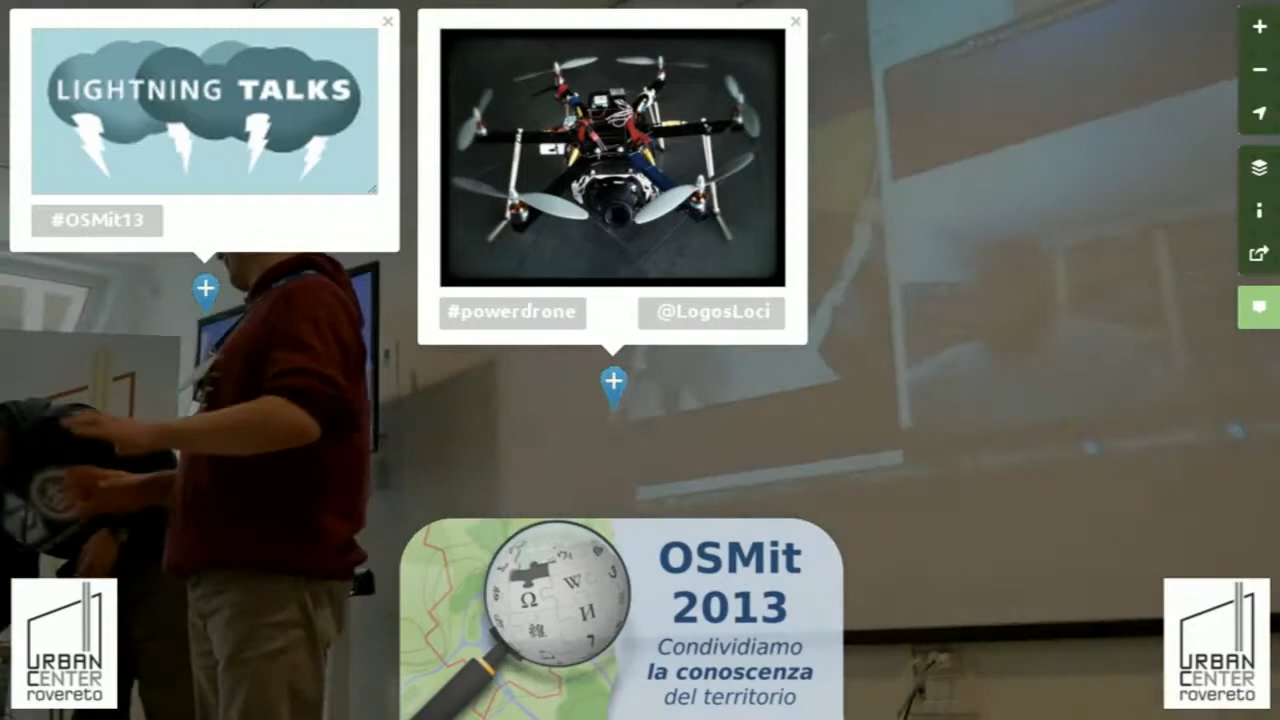 LIGHTNING TALKS
#OSMit13
#powerdrone
@LogosLoci
OSMit
2013
Condividiamo
la conoscenza
del territorio
URBAN
CENTER
rovereto
URBAN
CENTER
rovereto